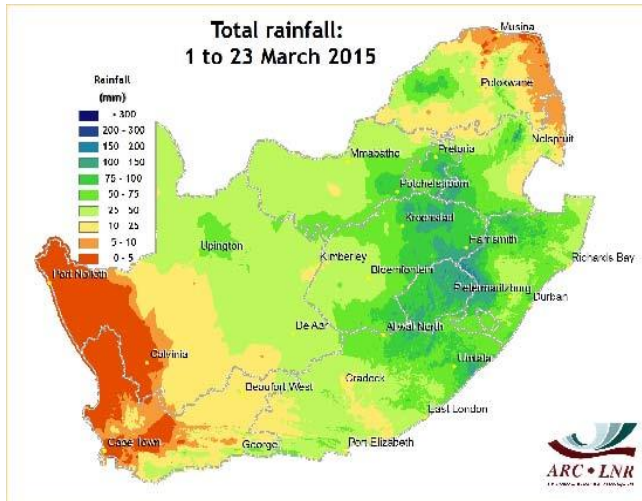 Total rainfall:
1 to 23 March 2015
Rainfall
(mm)
- 300
200 - 300
150 200
100 - 150
75 - 100
50 - 75
25 50
10 25
5 - 10
0 - 5
Musina
Polokwane
Nelspruit
Mmabatho
Pretoria
Potchefstroom
Kroonstad
Harrismith
Upington
Kimberley
Bloemfontein
Richards Bay
Port Nolloth
Pietermaritzburg
Durban
De Aar
Aliwal North
Calvinia
Umtata
Beaufort West
Cradock
East London
Cape Town
George
Port Elizabeth
ARC • LNR